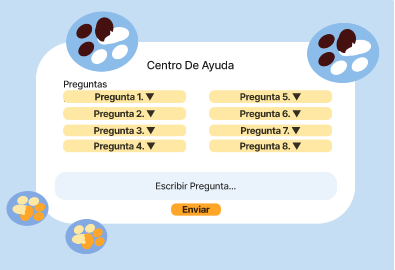 Centro De Ayuda
Preguntas
Pregunta 1. ▼
Pregunta 2. ▼
Pregunta 3. ▼
Pregunta 4. ▼
Pregunta 5. ▼
Pregunta 6. ▼
Pregunta 7. ▼
Pregunta 8. ▼
Escribir Pregunta...
Enviar